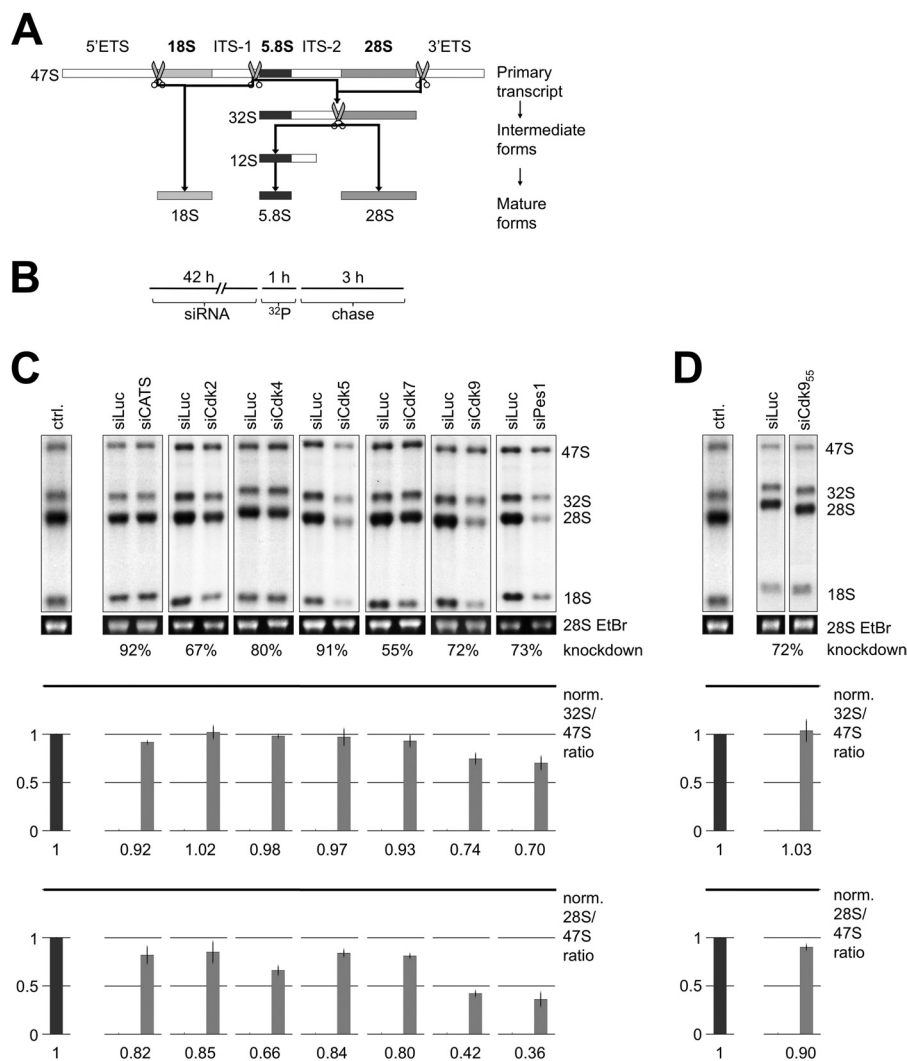 A
5'ETS 18S ITS-1 5.8S ITS-2 28S 3'ETS
47S
Primary
transcript
32S
Intermediate
forms
12S
Mature
forms
18S 5.8S 28S
B
42 h 1 h 3 h
siRNA 32P chase
C
ctrl. siLuc siCATS siLuc siCdk2 siLuc siCdk4 siLuc siCdk5 siLuc siCdk7 siLuc siCdk9 siLuc siPes1
47S
32S
28S
18S
28S EtBr
92% 67% 80% 91% 55% 72% 73% knockdown
norm.
32S/
47S
ratio
1
0.5
0
1 0.92 1.02 0.98 0.97 0.93 0.74 0.70
norm.
28S/
47S
ratio
1
0.5
0
1 0.82 0.85 0.66 0.84 0.80 0.42 0.36
D
ctrl. siLuc siCdk955
47S
32S
28S
18S
28S EtBr
72% knockdown
norm.
32S/
47S
ratio
1
0.5
0
1 1.03
norm.
28S/
47S
ratio
1
0.5
0
1 0.90